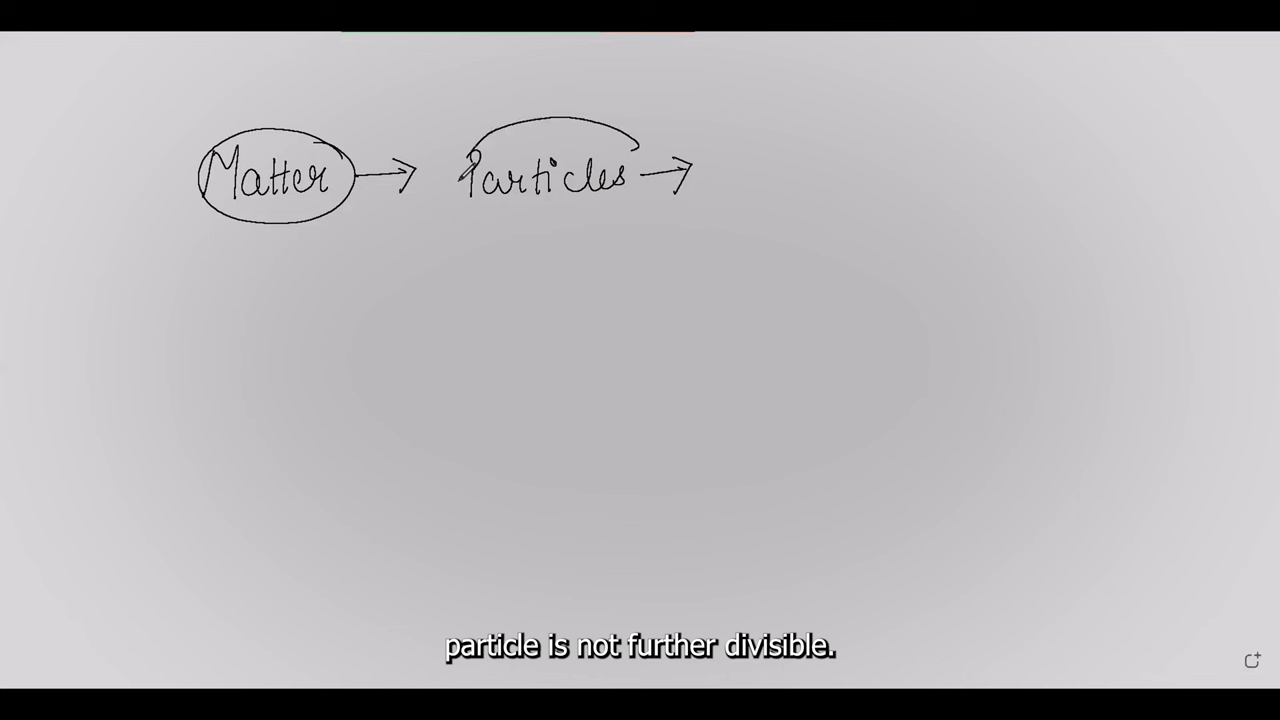 Matter → Particles →
particle is not further divisible.